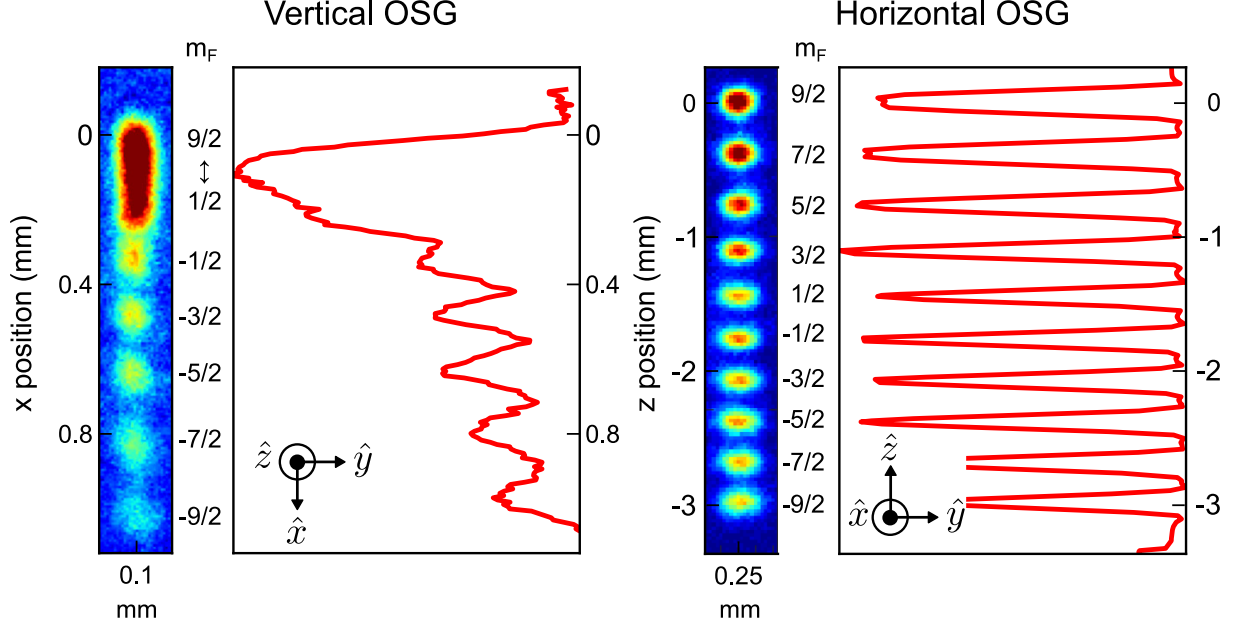 Vertical OSG
m_F
x position (mm)
0
0.4
0.8
9/2
↕
1/2
-1/2
-3/2
-5/2
-7/2
-9/2
0
0.4
0.8
ẑ
ŷ
x̂
0.1
mm
Horizontal OSG
m_F
z position (mm)
0
-1
-2
-3
9/2
7/2
5/2
3/2
1/2
-1/2
-3/2
-5/2
-7/2
-9/2
0
-1
-2
-3
ẑ
x̂
ŷ
0.25
mm